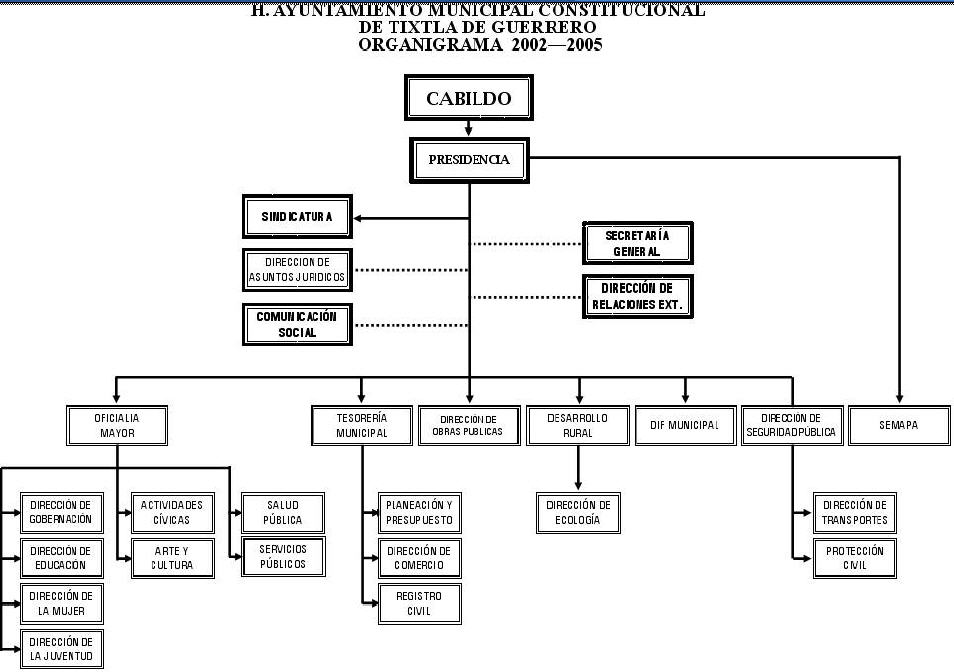 H. AYUNTAMIENTO MUNICIPAL CONSTITUCIONAL
DE TIXTLA DE GUERRERO
ORGANIGRAMA 2002—2005
CABILDO
PRESIDENCIA
SINDICATURA
SECRETARÍA
GENERAL
DIRECCION DE
ASUNTOS JURIDICOS
DIRECCIÓN DE
RELACIONES EXT.
COMUNICACIÓN
SOCIAL
OFICIALIA
MAYOR
TESORERÍA
MUNICIPAL
DIRECCIÓN DE
OBRAS PUBLICAS
DESARROLLO
RURAL
DIF MUNICIPAL
DIRECCIÓN DE
SEGURIDAD PÚBLICA
SEMAPA
DIRECCIÓN DE
GOBERNACIÓN
ACTIVIDADES
CÍVICAS
SALUD
PÚBLICA
PLANEACIÓN Y
PRESUPUESTO
DIRECCIÓN DE
ECOLOGÍA
DIRECCIÓN DE
TRANSPORTES
DIRECCIÓN DE
EDUCACIÓN
ARTE Y
CULTURA
SERVICIOS
PÚBLICOS
DIRECCIÓN DE
COMERCIO
PROTECCIÓN
CIVIL
DIRECCIÓN DE
LA MUJER
REGISTRO
CIVIL
DIRECCIÓN DE
LA JUVENTUD